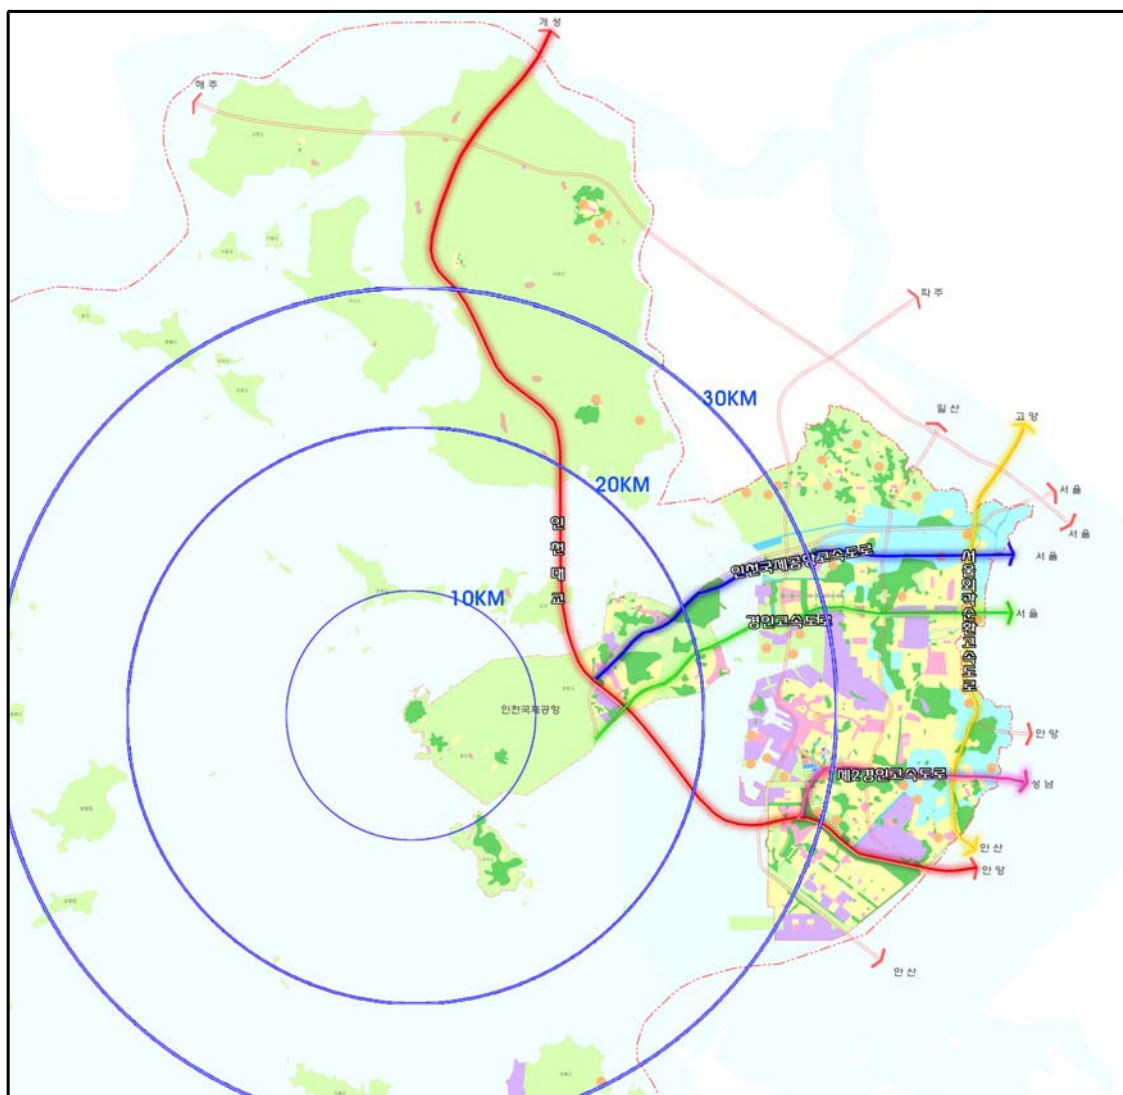 개성
해주
파주
30KM
일산
고양
20KM
서울
서울
인천대교
인천국제공항고속도로
서울
서울외곽순환고속도로
10KM
경인고속도로
서울
인천국제공항
안양
제2경인고속도로
성남
안산
안양
안산